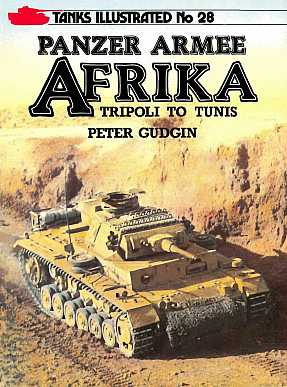 TANKS ILLUSTRATED No 28
PANZER ARMEE
AFRIKA
TRIPOLI TO TUNIS
PETER GUDGIN